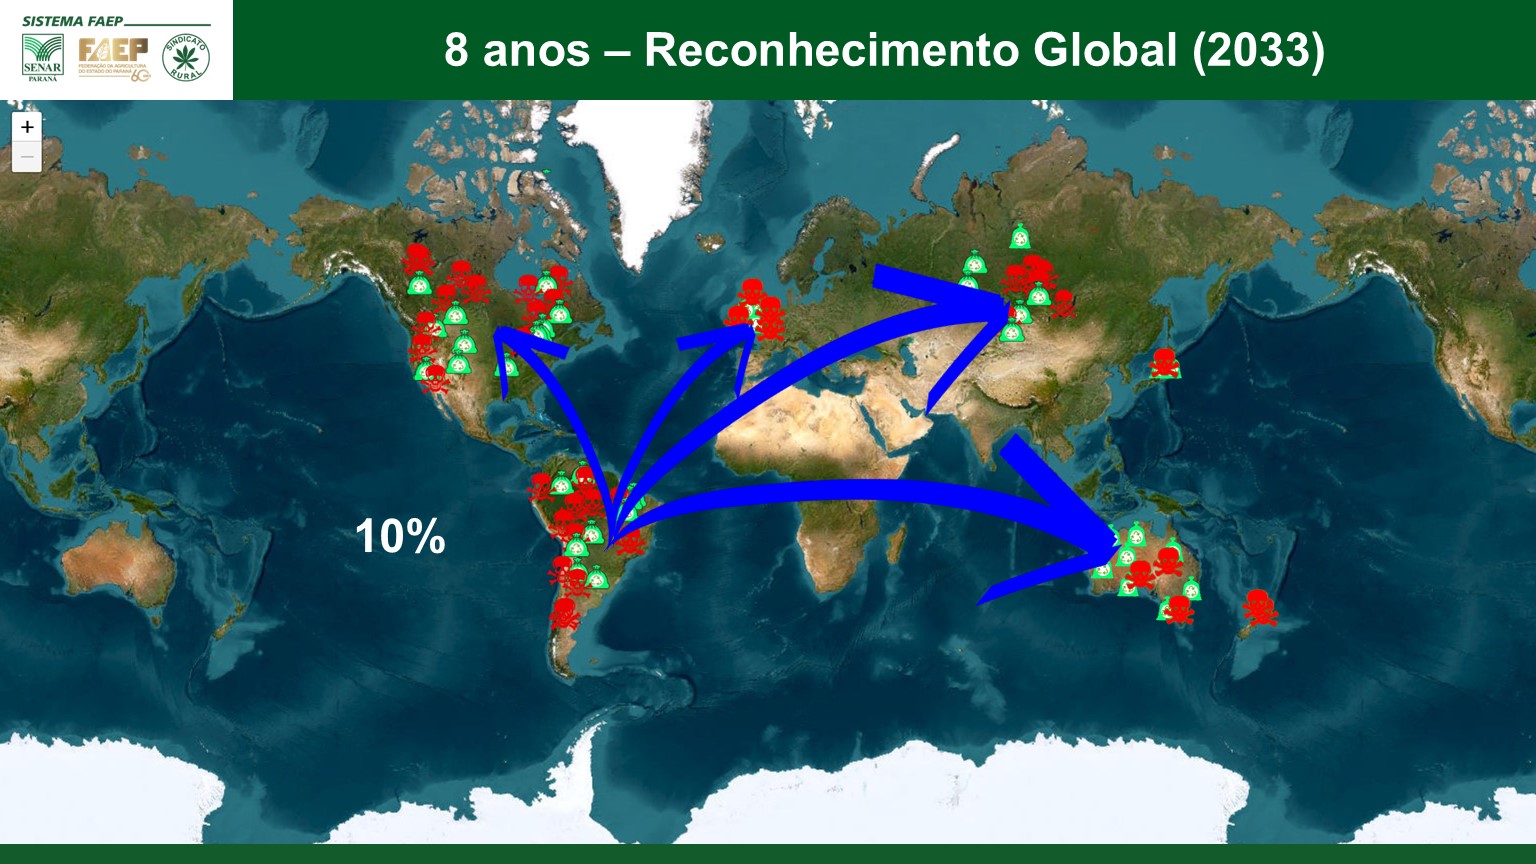 SISTEMA FAEP
SENAR
PARANÁ
FAEP
FEDERAÇÃO DA AGRICULTURA
DO ESTADO DO PARANÁ
60
SINDICATO
RURAL
8 anos – Reconhecimento Global (2033)
+
−
10%